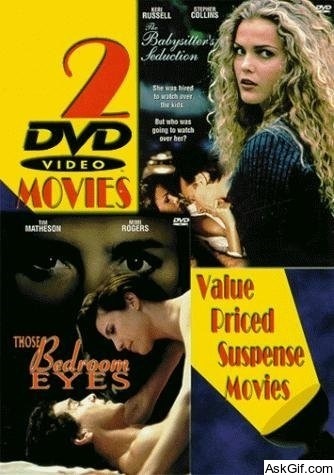 2
DVD
VIDEO
MOVIES
KERI RUSSELL
STEPHEN COLLINS
The
Babysitter's
Seduction
She was hired
to watch over
the kids.
But who was
going to watch
over her?
DVD
TIM MATHESON
MIMI ROGERS
DVD
THOSE
Bedroom
EYES
Value
Priced
Suspense
Movies
AskGif.com